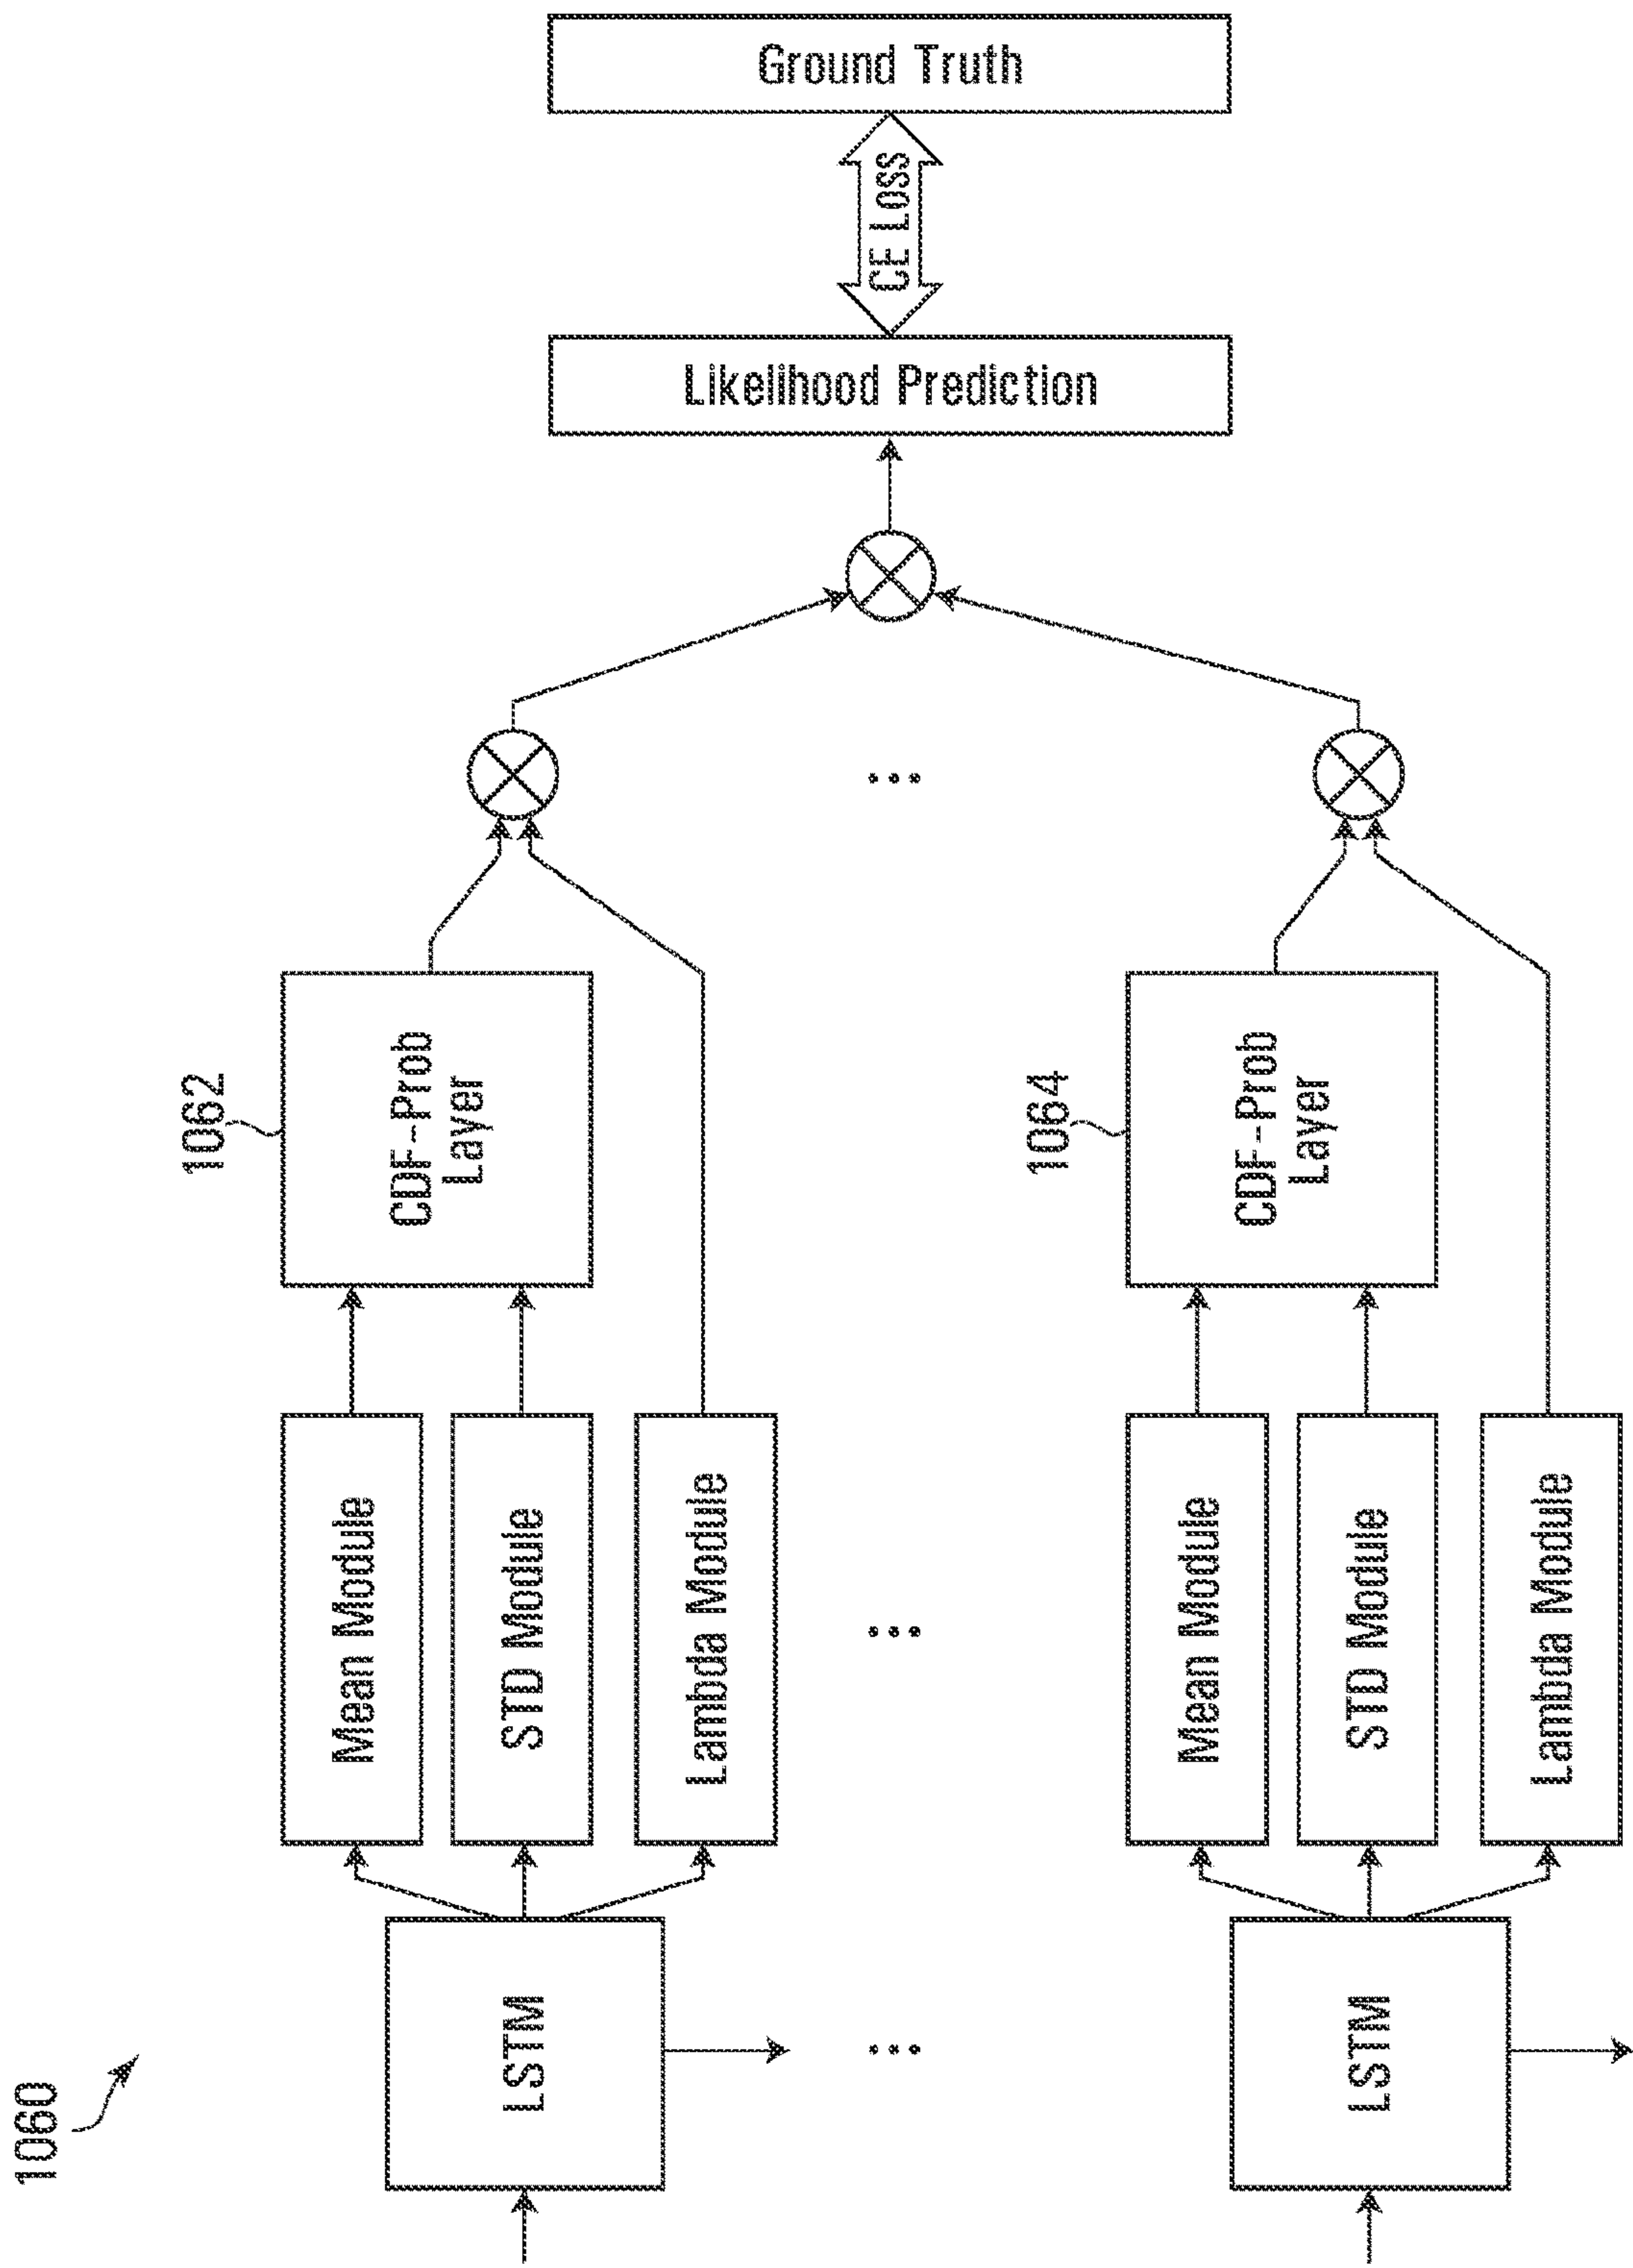 Ground Truth
CE Loss
Likelihood Prediction
...
1062
CDF-Prob
Layer
1064
CDF-Prob
Layer
Mean Module
STD Module
Lambda Module
...
Mean Module
STD Module
Lambda Module
LSTM
...
LSTM
1060